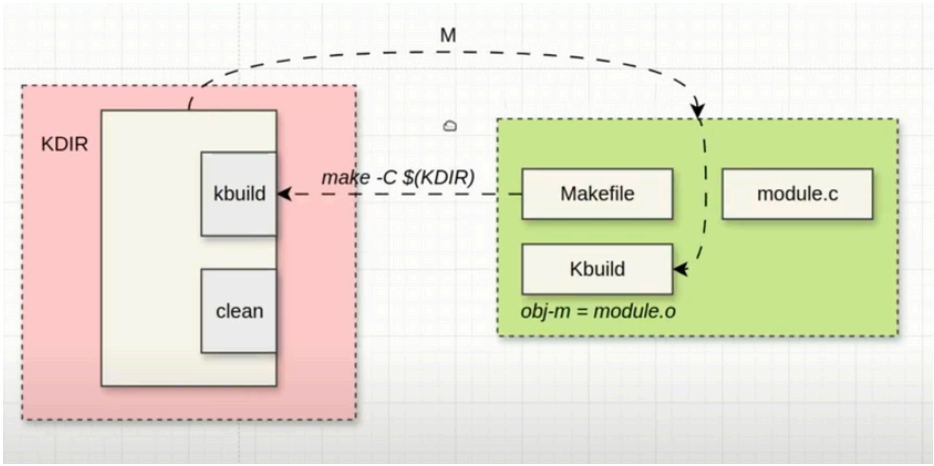 M
KDIR
kbuild
make -C $(KDIR)
Makefile
module.c
Kbuild
clean
obj-m = module.o